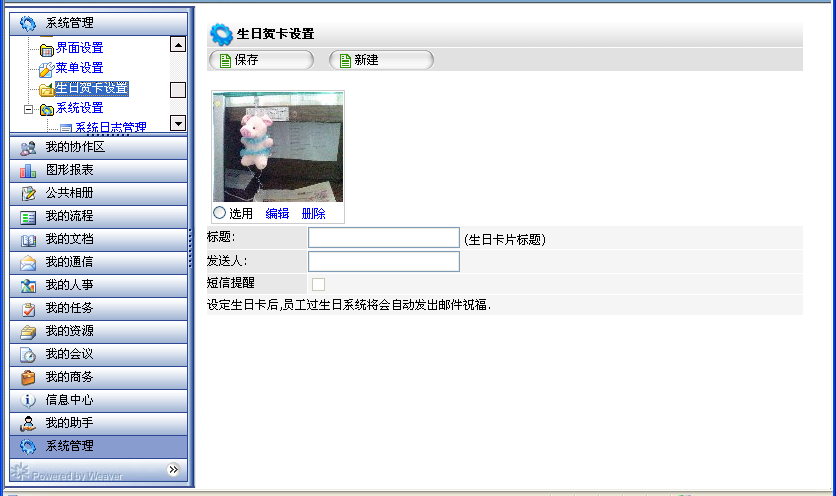 系统管理
界面设置
菜单设置
生日贺卡设置
系统设置
系统日志管理
我的协作区
图形报表
公共相册
我的流程
我的文档
我的通信
我的人事
我的任务
我的资源
我的会议
我的商务
信息中心
我的助手
系统管理
Powered by Weaver
生日贺卡设置
保存 新建
选用 编辑 删除
标题: (生日卡片标题)
发送人:
短信提醒
设定生日卡后,员工过生日系统将会自动发出邮件祝福.